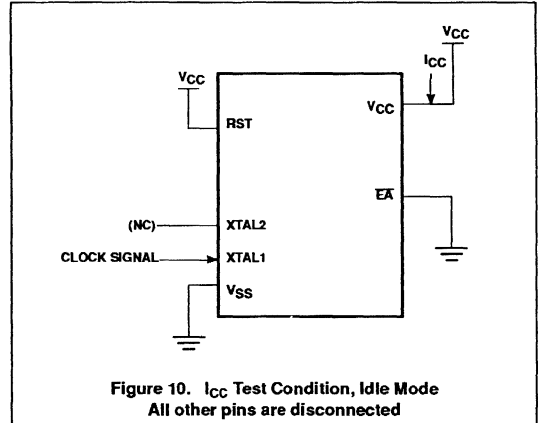 VCC
ICC
VCC
VCC
RST
EA
(NC)
XTAL2
CLOCK SIGNAL
XTAL1
VSS
Figure 10. ICC Test Condition, Idle Mode
All other pins are disconnected